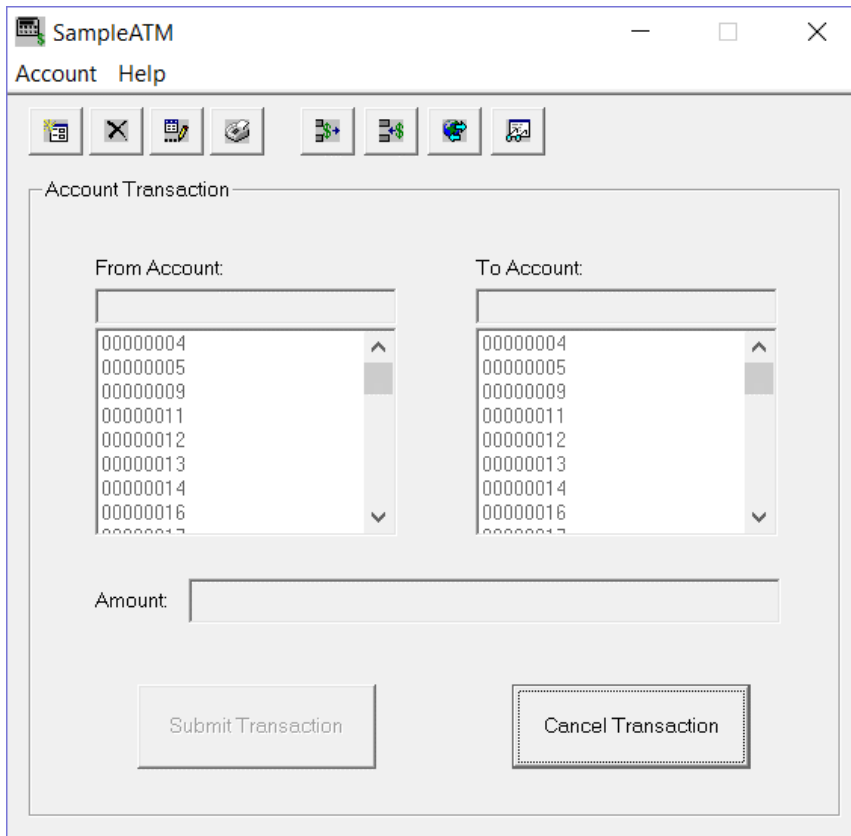 SampleATM
Account Help
Account Transaction
From Account:
To Account:
00000004
00000005
00000009
00000011
00000012
00000013
00000014
00000016
00000004
00000005
00000009
00000011
00000012
00000013
00000014
00000016
Amount:
Submit Transaction
Cancel Transaction